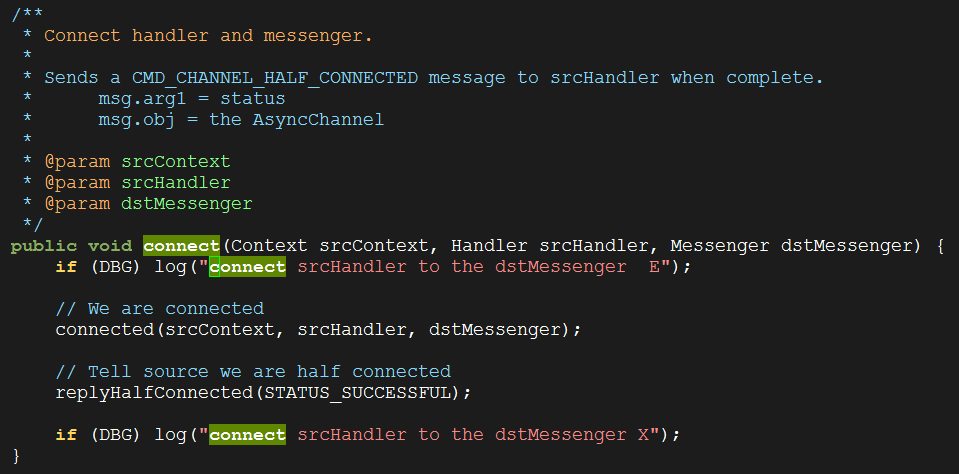 /**
 * Connect handler and messenger.
 *
 * Sends a CMD_CHANNEL_HALF_CONNECTED message to srcHandler when complete.
 *      msg.arg1 = status
 *      msg.obj = the AsyncChannel
 *
 * @param srcContext
 * @param srcHandler
 * @param dstMessenger
 */
public void connect(Context srcContext, Handler srcHandler, Messenger dstMessenger) {
    if (DBG) log("connect srcHandler to the dstMessenger  E");

    // We are connected
    connected(srcContext, srcHandler, dstMessenger);

    // Tell source we are half connected
    replyHalfConnected(STATUS_SUCCESSFUL);

    if (DBG) log("connect srcHandler to the dstMessenger X");
}